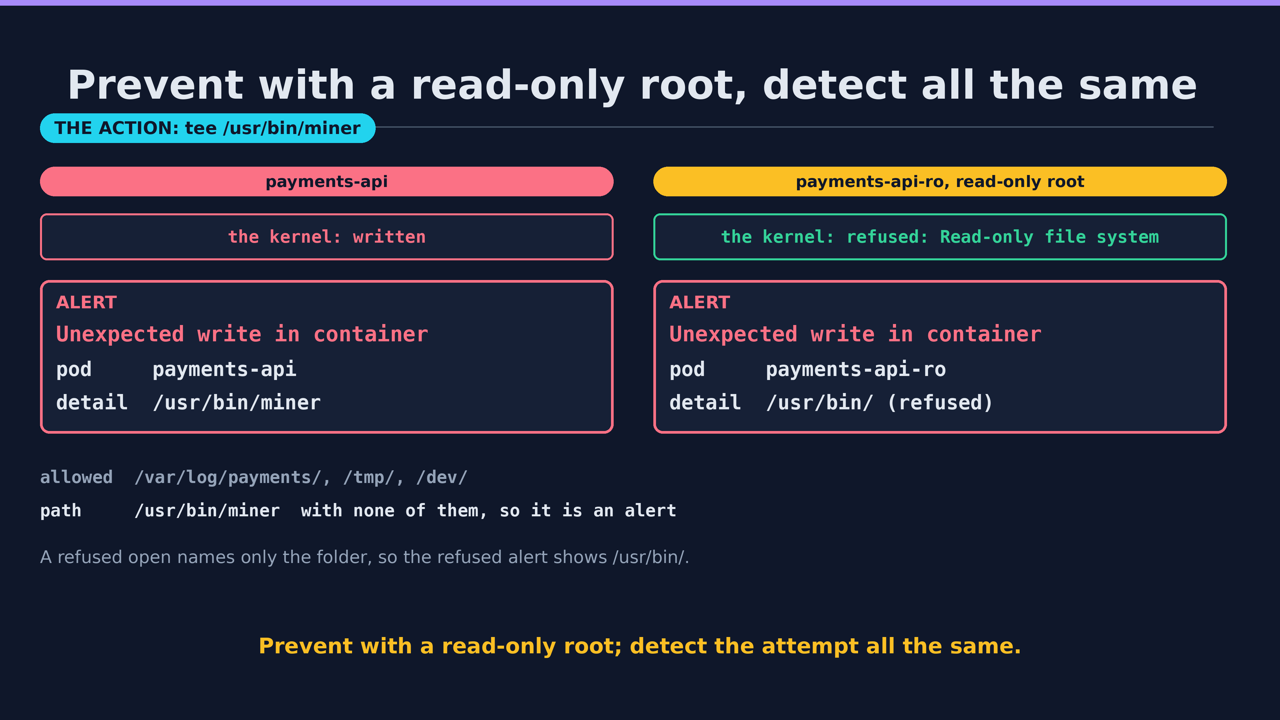 Prevent with a read-only root, detect all the same
THE ACTION: tee /usr/bin/miner
payments-api
the kernel: written
ALERT
Unexpected write in container
pod payments-api
detail /usr/bin/miner
payments-api-ro, read-only root
the kernel: refused: Read-only file system
ALERT
Unexpected write in container
pod payments-api-ro
detail /usr/bin/ (refused)
allowed /var/log/payments/, /tmp/, /dev/
path /usr/bin/miner with none of them, so it is an alert
A refused open names only the folder, so the refused alert shows /usr/bin/.
Prevent with a read-only root; detect the attempt all the same.